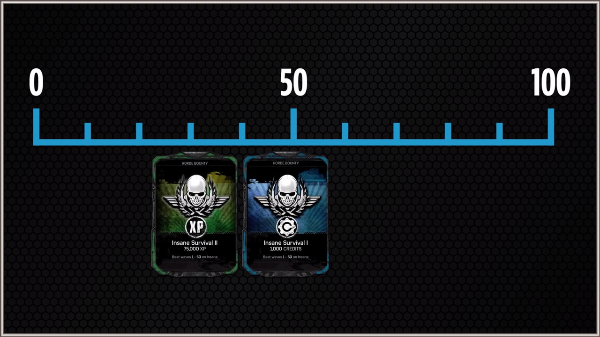 0
50
100
HORDE BOUNTY
XP
Insane Survival II
75,000 XP
HORDE BOUNTY
C
Insane Survival I
1,000 CREDITS